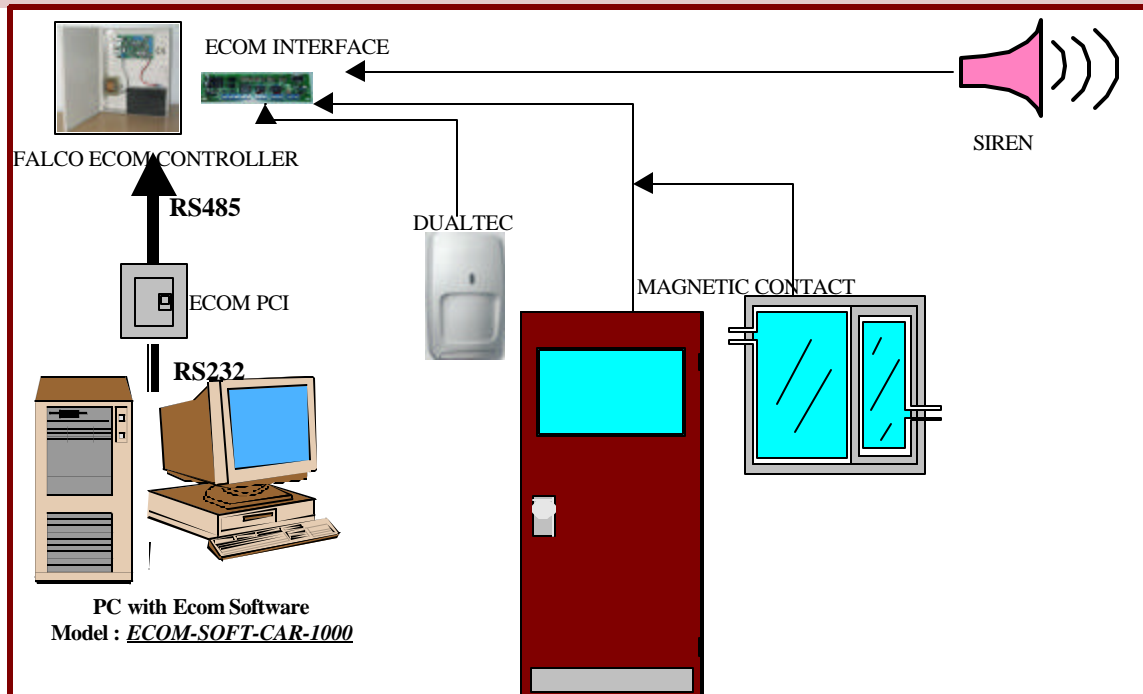 ECOM INTERFACE
SIREN
FALCO ECOM CONTROLLER
RS485
DUALTEC
MAGNETIC CONTACT
ECOM PCI
RS232
PC with Ecom Software
Model : ECOM-SOFT-CAR-1000